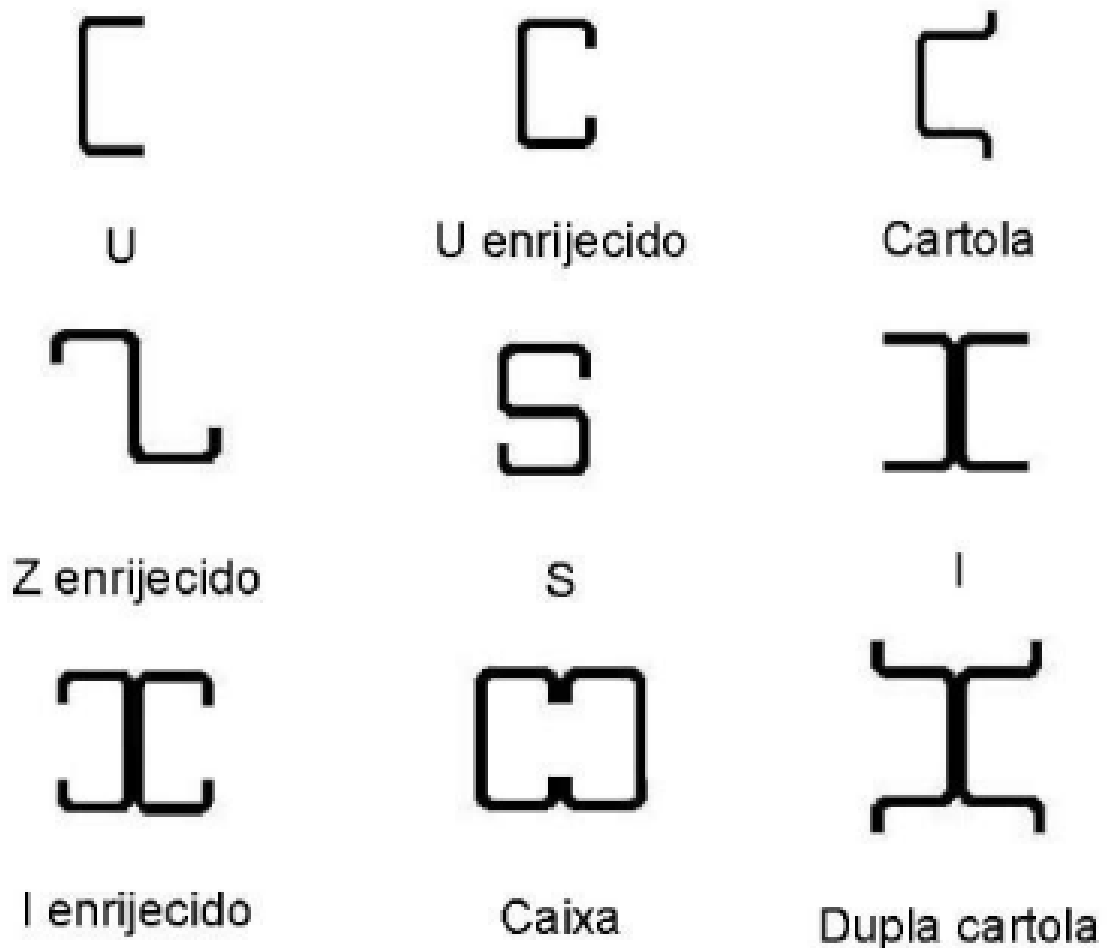 U
U enrijecido
Cartola
Z enrijecido
S
I
I enrijecido
Caixa
Dupla cartola